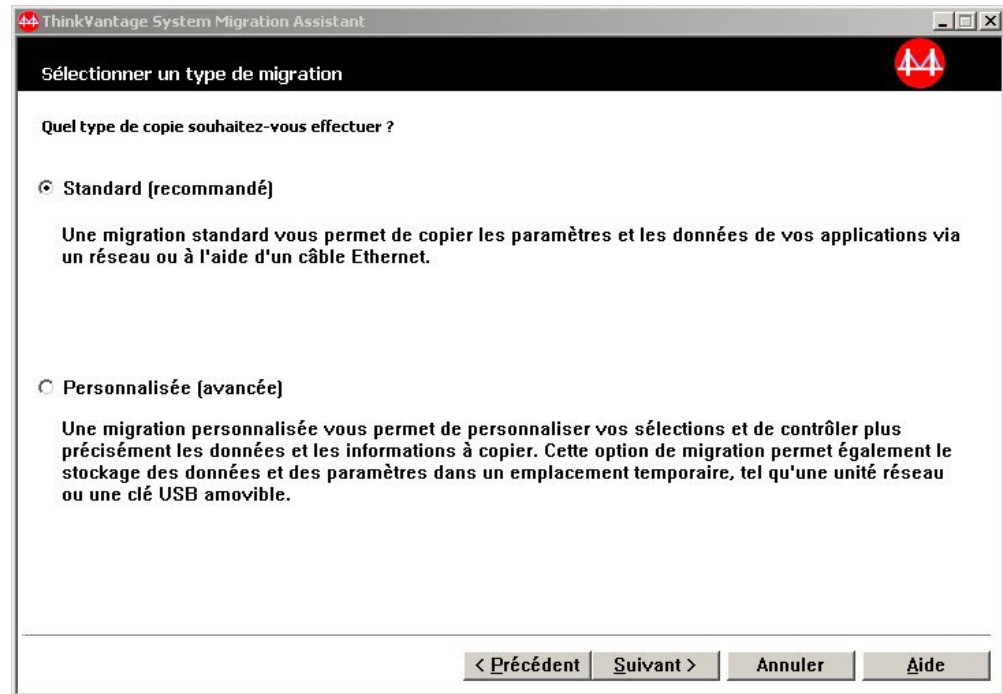 ThinkVantage System Migration Assistant
Sélectionner un type de migration
Quel type de copie souhaitez-vous effectuer ?
Standard (recommandé)
Une migration standard vous permet de copier les paramètres et les données de vos applications via
un réseau ou à l'aide d'un câble Ethernet.
Personnalisée (avancée)
Une migration personnalisée vous permet de personnaliser vos sélections et de contrôler plus
précisément les données et les informations à copier. Cette option de migration permet également le
stockage des données et des paramètres dans un emplacement temporaire, tel qu'une unité réseau
ou une clé USB amovible.
< Précédent Suivant > Annuler Aide